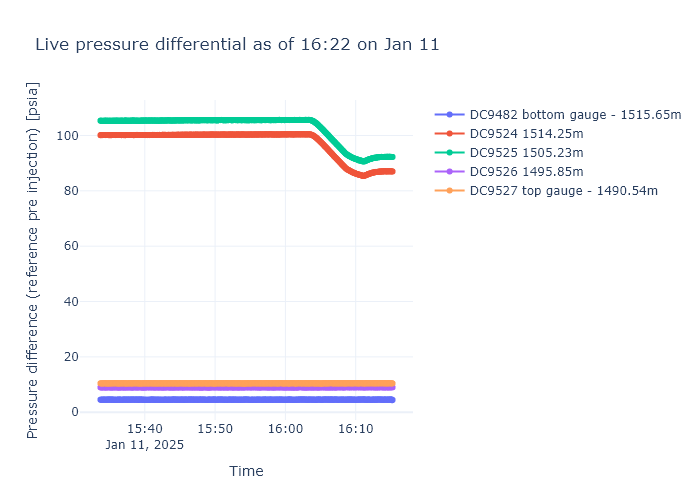 Live pressure differential as of 16:22 on Jan 11
Pressure difference (reference pre injection) [psia]
100
80
60
40
20
0
15:40
15:50
16:00
16:10
Jan 11, 2025
Time
DC9482 bottom gauge - 1515.65m
DC9524 1514.25m
DC9525 1505.23m
DC9526 1495.85m
DC9527 top gauge - 1490.54m